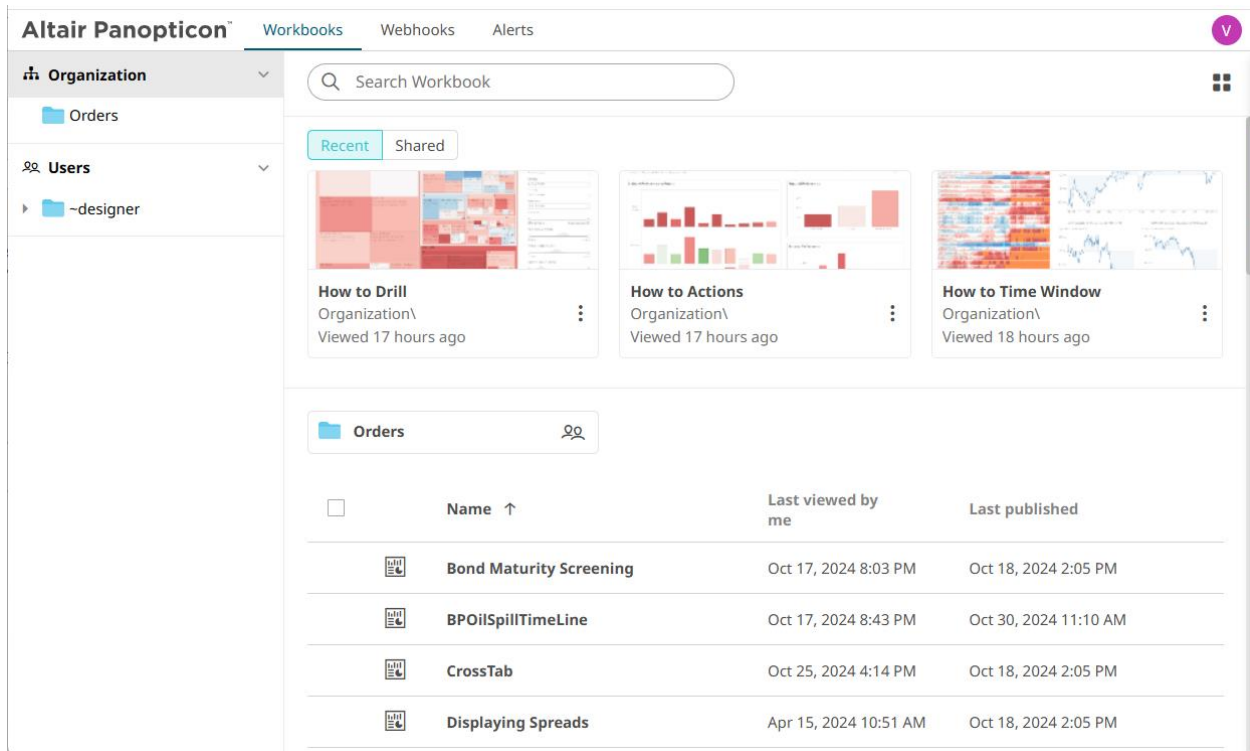 Altair Panopticon™
Workbooks
Webhooks
Alerts
V
Organization
Orders
Users
~designer
Search Workbook
Recent
Shared
How to Drill
Organization\
Viewed 17 hours ago
How to Actions
Organization\
Viewed 17 hours ago
How to Time Window
Organization\
Viewed 18 hours ago
Orders
Name ↑
Last viewed by
me
Last published
Bond Maturity Screening
Oct 17, 2024 8:03 PM
Oct 18, 2024 2:05 PM
BPOilSpillTimeLine
Oct 17, 2024 8:43 PM
Oct 30, 2024 11:10 AM
CrossTab
Oct 25, 2024 4:14 PM
Oct 18, 2024 2:05 PM
Displaying Spreads
Apr 15, 2024 10:51 AM
Oct 18, 2024 2:05 PM